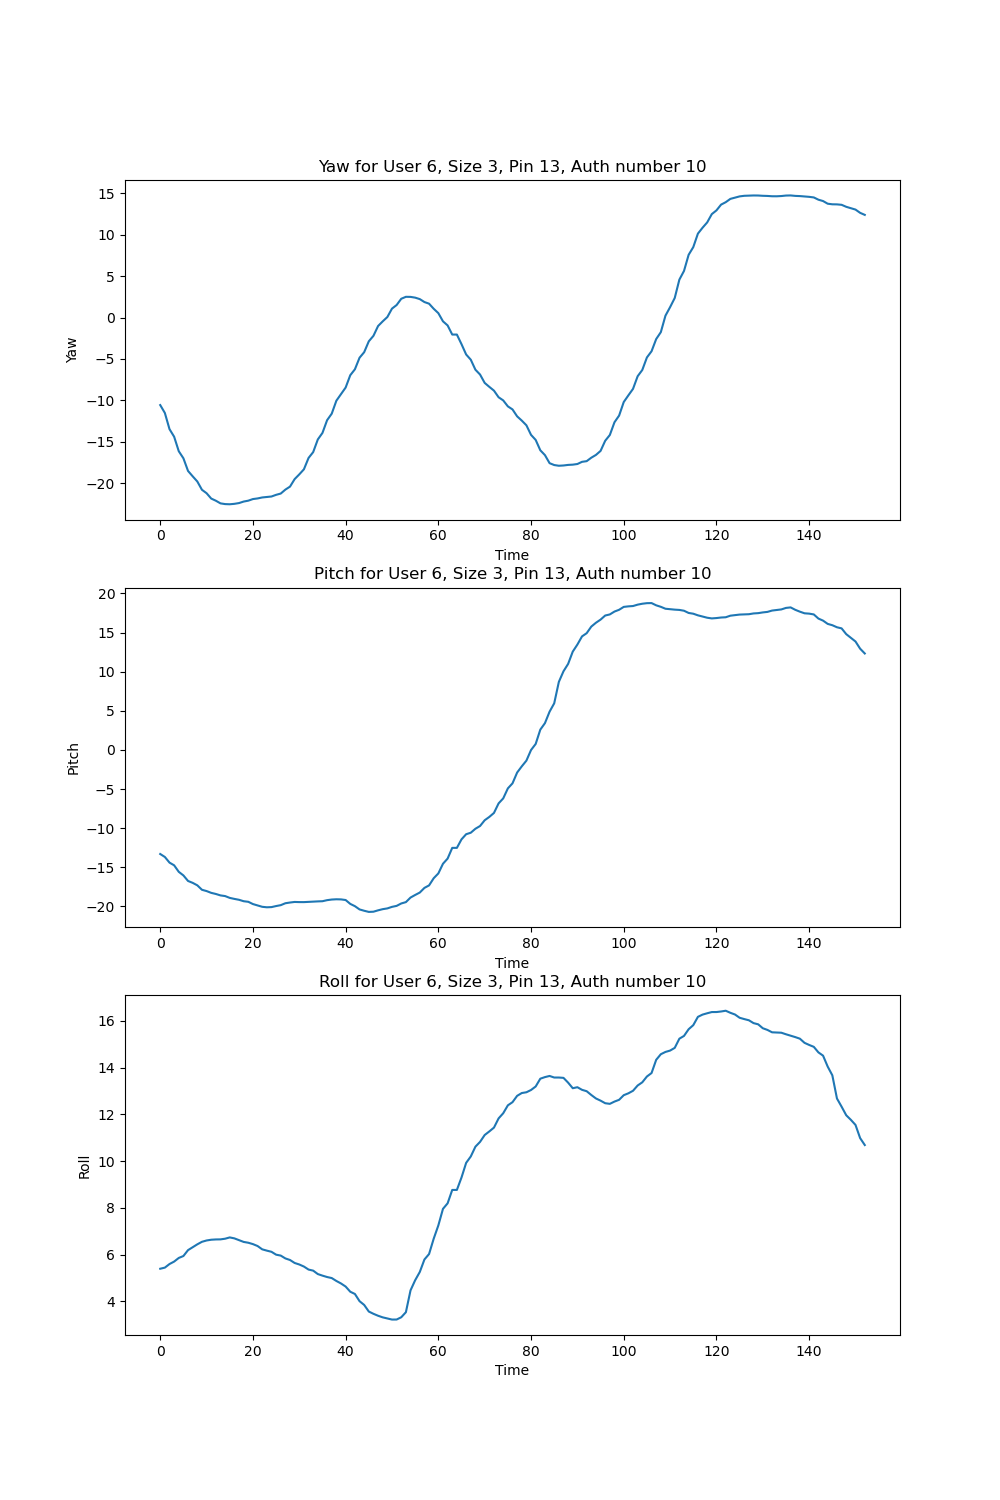 Yaw for User 6, Size 3, Pin 13, Auth number 10
15
10
5
0
−5
−10
−15
−20
Yaw
0 20 40 60 80 100 120 140
Time
Pitch for User 6, Size 3, Pin 13, Auth number 10
20
15
10
5
0
−5
−10
−15
−20
Pitch
0 20 40 60 80 100 120 140
Time
Roll for User 6, Size 3, Pin 13, Auth number 10
16
14
12
10
8
6
4
Roll
0 20 40 60 80 100 120 140
Time